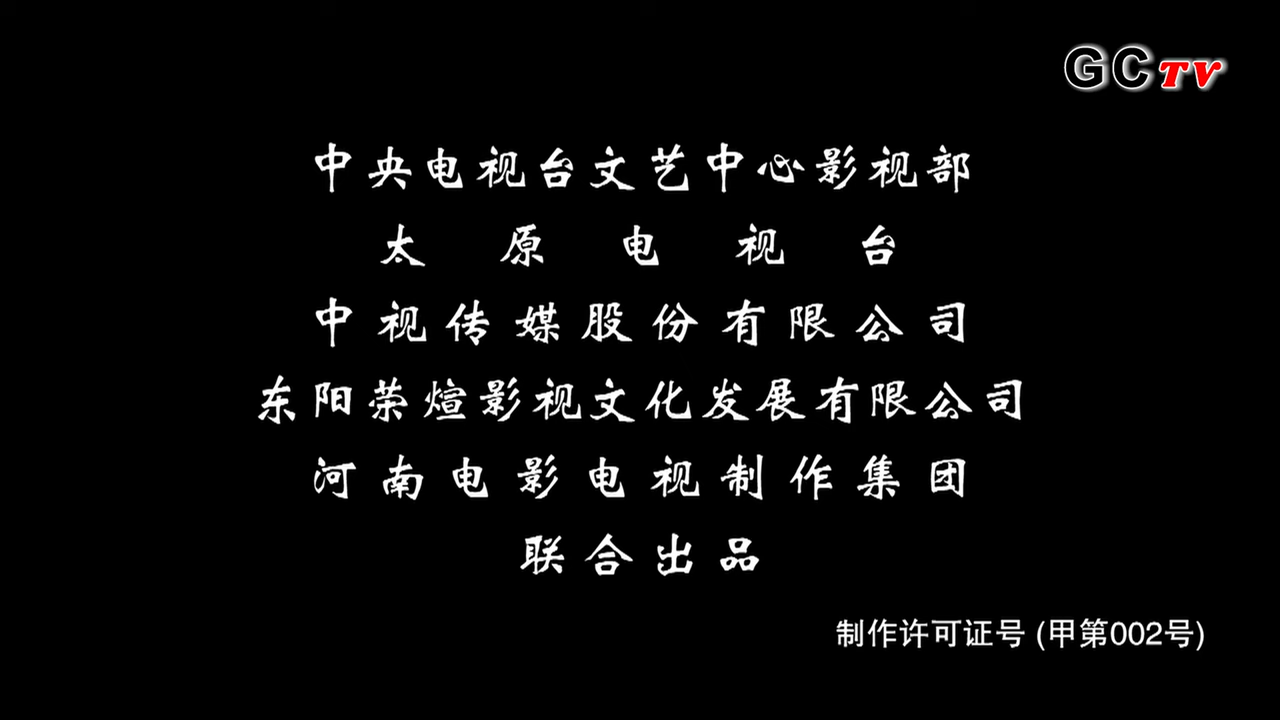 GCTV
中央电视台文艺中心影视部
太原电视台
中视传媒股份有限公司
东阳荣煊影视文化发展有限公司
河南电影电视制作集团
联合出品
制作许可证号 (甲第002号)